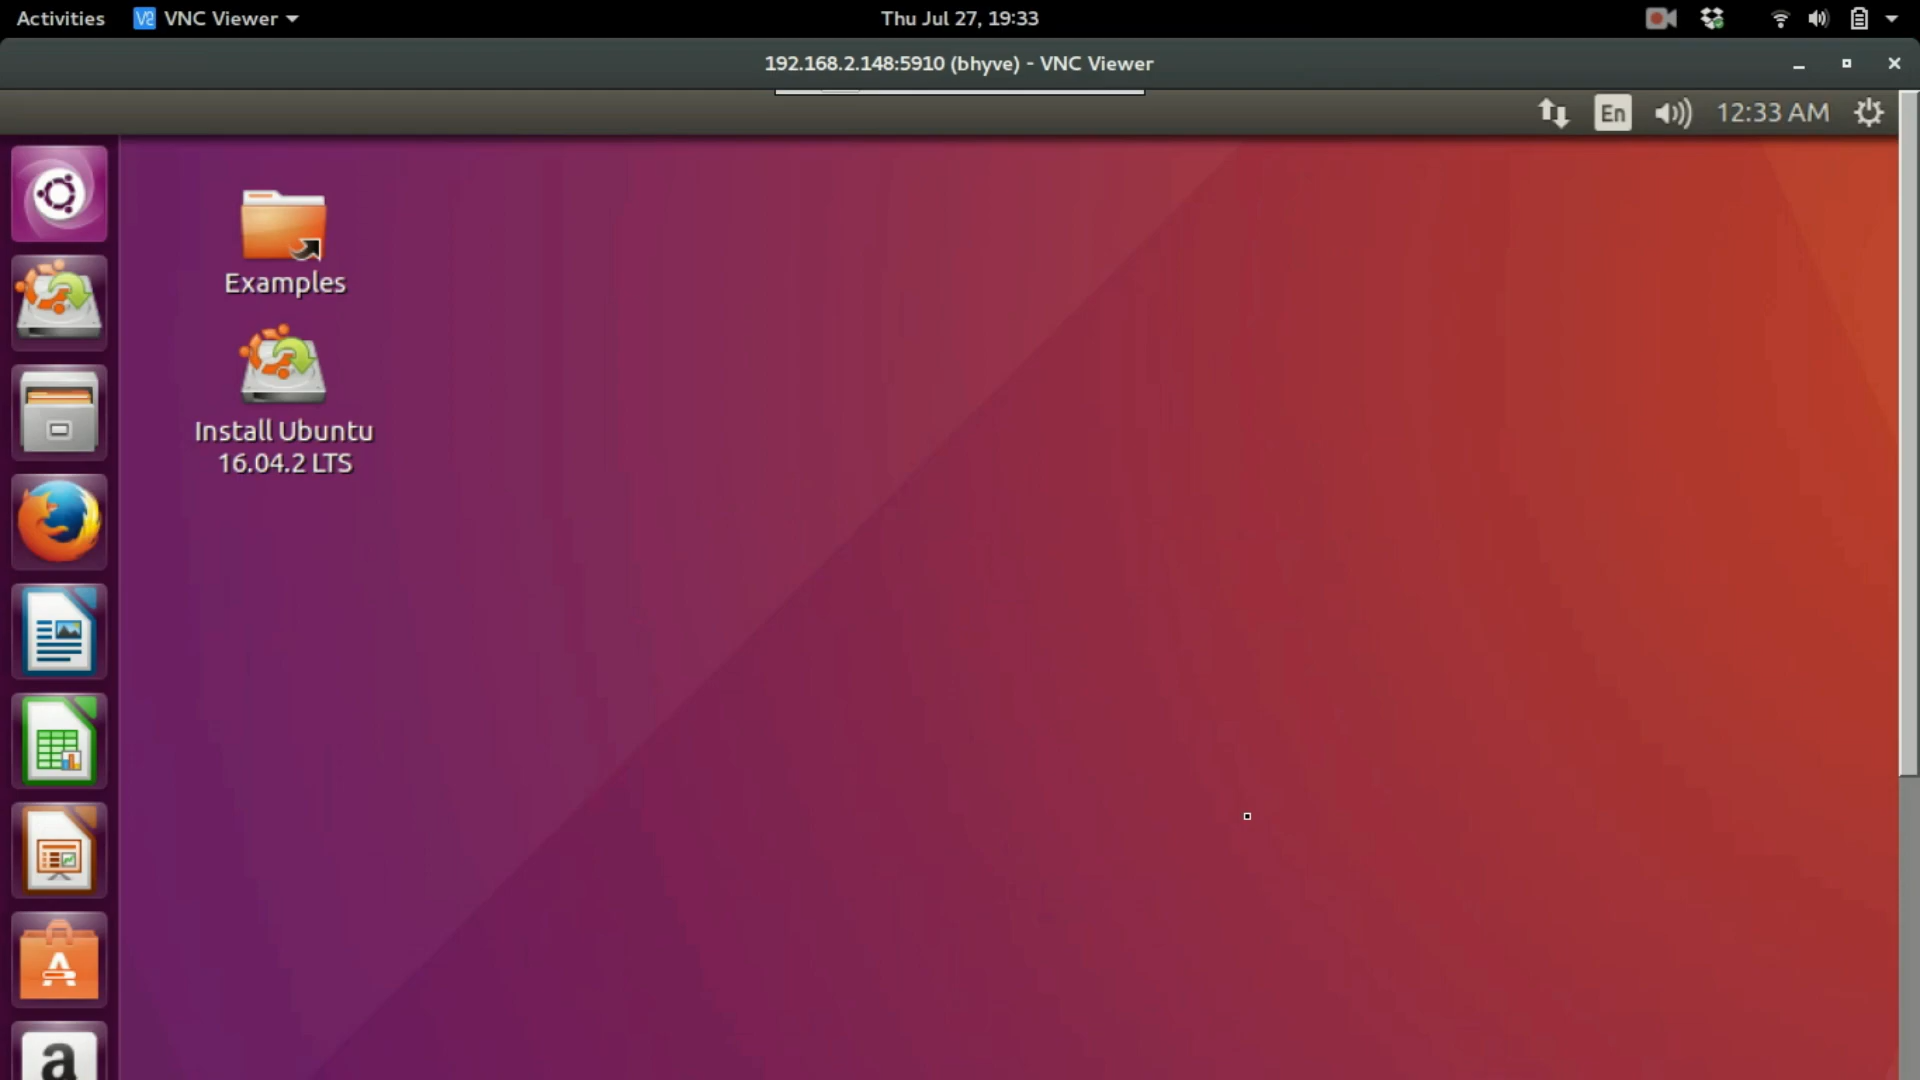 Activities
VNC Viewer
Thu Jul 27, 19:33
192.168.2.148:5910 (bhyve) - VNC Viewer
En
12:33 AM
Examples
Install Ubuntu
16.04.2 LTS